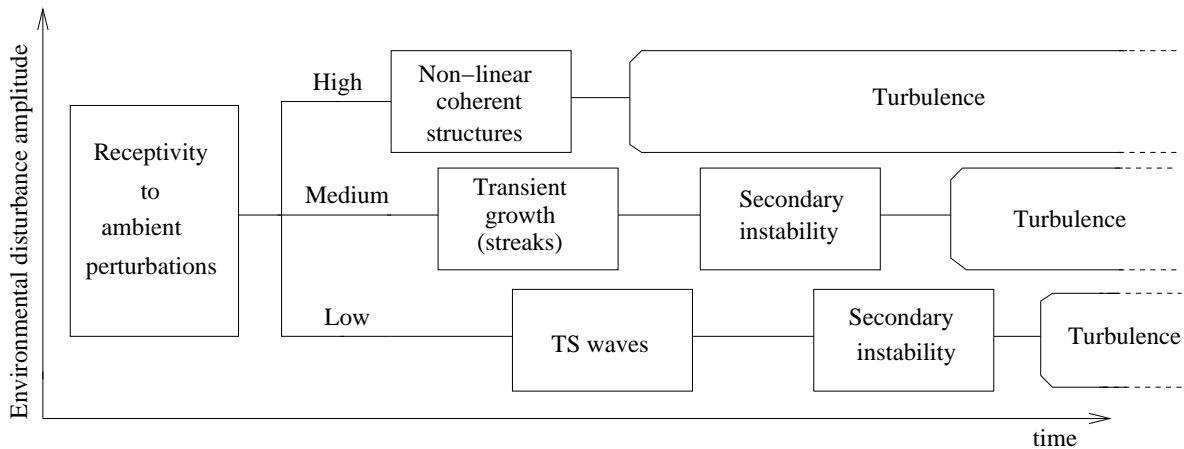 Environmental disturbance amplitude
Receptivity
to
ambient
perturbations
High
Non–linear
coherent
structures
Turbulence
Medium
Transient
growth
(streaks)
Secondary
instability
Turbulence
Low
TS waves
Secondary
instability
Turbulence
time